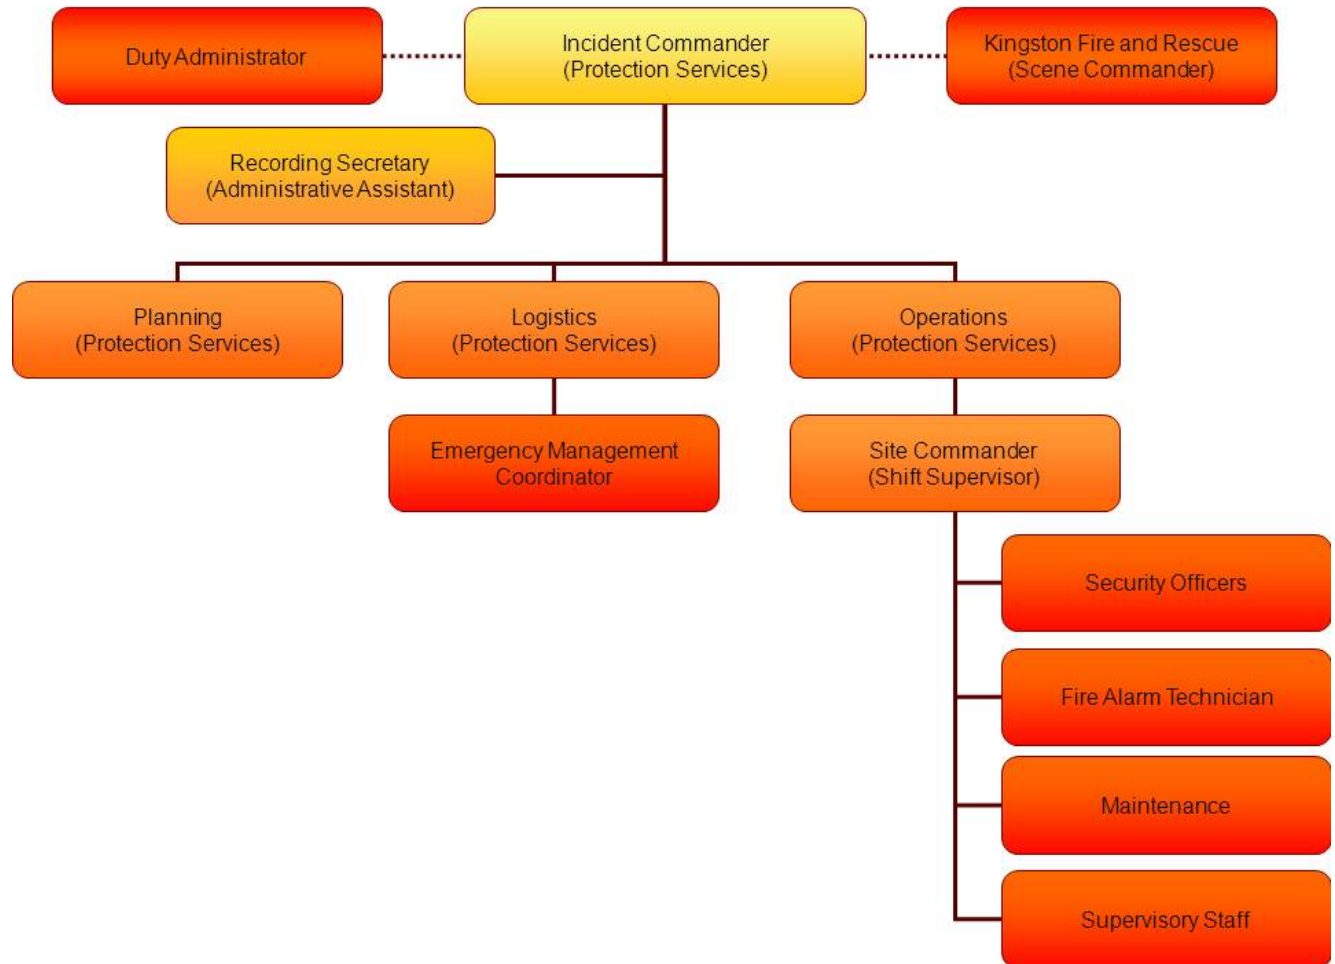 Duty Administrator
Incident Commander
(Protection Services)
Kingston Fire and Rescue
(Scene Commander)
Recording Secretary
(Administrative Assistant)
Planning
(Protection Services)
Logistics
(Protection Services)
Operations
(Protection Services)
Emergency Management
Coordinator
Site Commander
(Shift Supervisor)
Security Officers
Fire Alarm Technician
Maintenance
Supervisory Staff